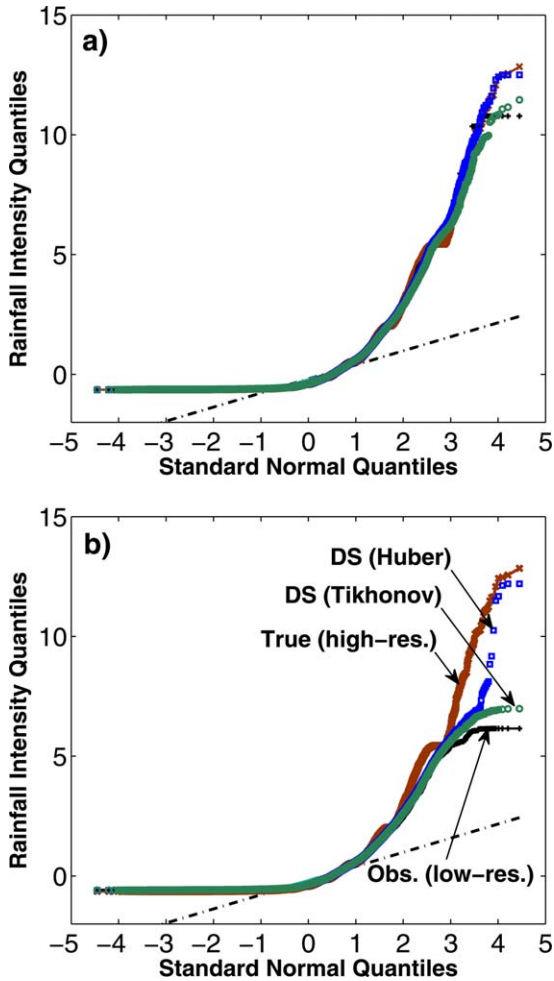 a)
15
10
5
0
Rainfall Intensity Quantiles
−5 −4 −3 −2 −1 0 1 2 3 4 5
Standard Normal Quantiles
b)
15
10
5
0
Rainfall Intensity Quantiles
DS (Huber)
DS (Tikhonov)
True (high−res.)
Obs. (low−res.)
−5 −4 −3 −2 −1 0 1 2 3 4 5
Standard Normal Quantiles